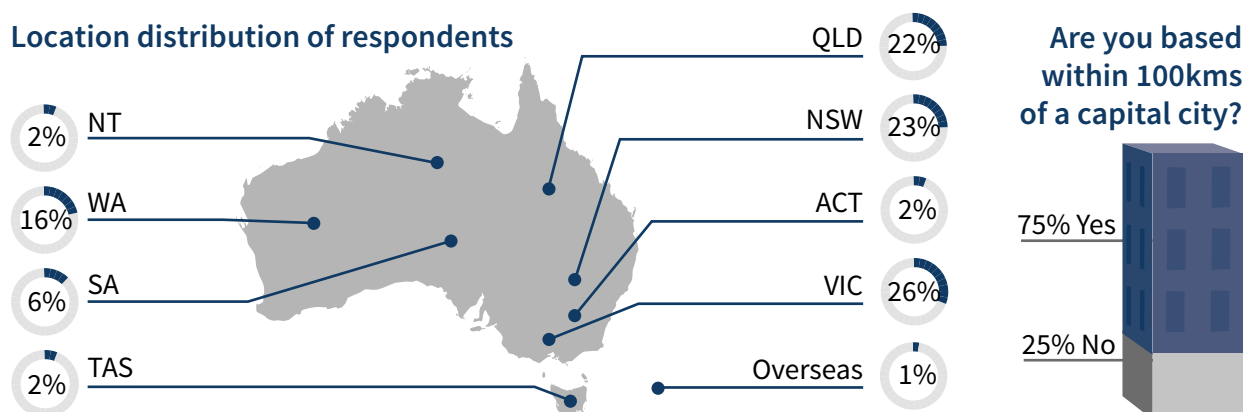 Location distribution of respondents
NT
2%
WA
16%
SA
6%
TAS
2%
QLD
22%
NSW
23%
ACT
2%
VIC
26%
Overseas
1%
Are you based
within 100kms
of a capital city?
75% Yes
25% No